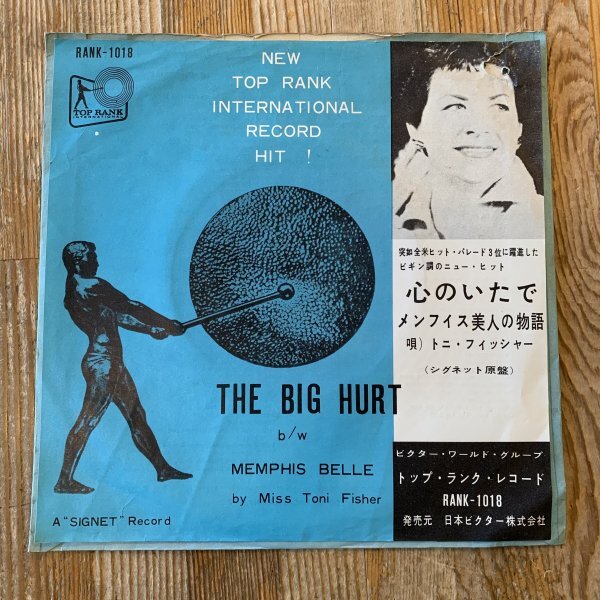 RANK-1018
TOP RANK
INTERNATIONAL
NEW
TOP RANK
INTERNATIONAL
RECORD
HIT !
THE BIG HURT
b/w
MEMPHIS BELLE
by Miss Toni Fisher
A "SIGNET" Record
突如全米ヒット・パレード3位に躍進した
ビギン調のニュー・ヒット
心のいたで
メンフイス美人の物語
唄）トニ・フィッシャー
（シグネット原盤）
ビクター・ワールド・グループ
トップ・ランク・レコード
RANK-1018
発売元 日本ビクター株式会社